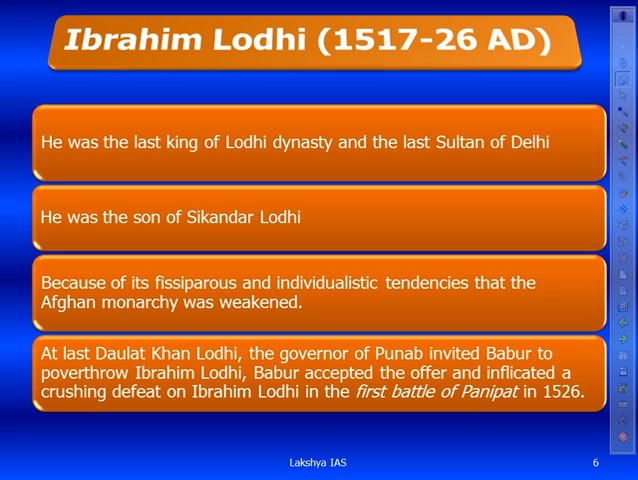 Ibrahim Lodhi (1517-26 AD)
He was the last king of Lodhi dynasty and the last Sultan of Delhi
He was the son of Sikandar Lodhi
Because of its fissiparous and individualistic tendencies that the
Afghan monarchy was weakened.
At last Daulat Khan Lodhi, the governor of Punab invited Babur to
poverthrow Ibrahim Lodhi, Babur accepted the offer and inflicated a
crushing defeat on Ibrahim Lodhi in the first battle of Panipat in 1526.
Lakshya IAS
6